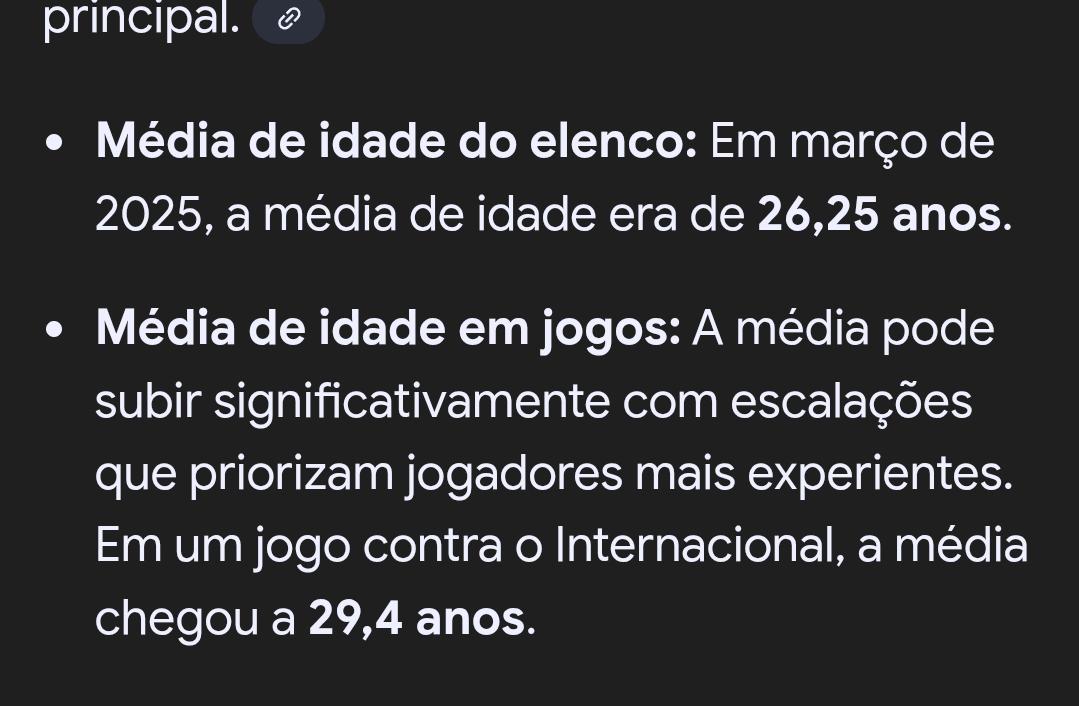 principal.
• Média de idade do elenco: Em março de
2025, a média de idade era de 26,25 anos.
• Média de idade em jogos: A média pode
subir significativamente com escalações
que priorizam jogadores mais experientes.
Em um jogo contra o Internacional, a média
chegou a 29,4 anos.